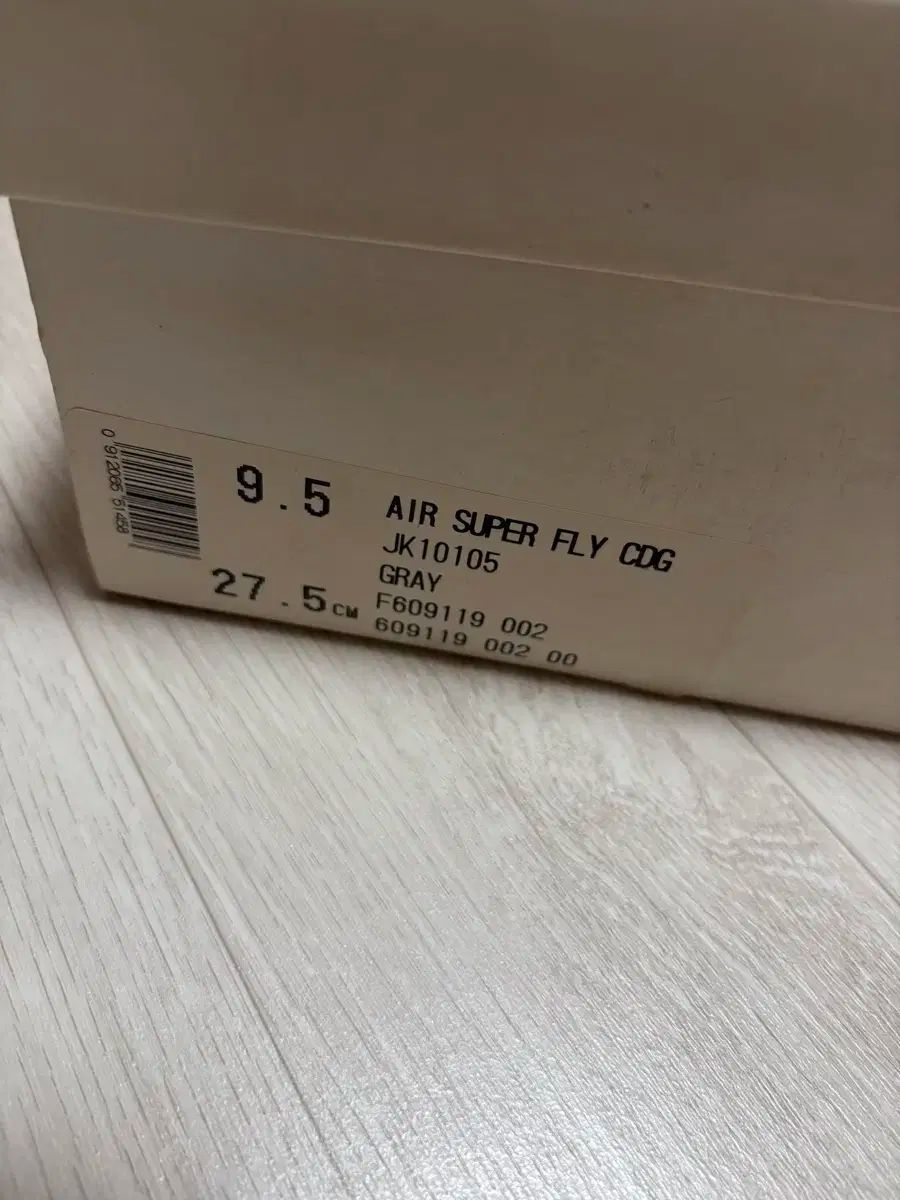 9.5
AIR SUPER FLY CDG
JK10105
GRAY
27.5CM
F609119 002
609119 002 00